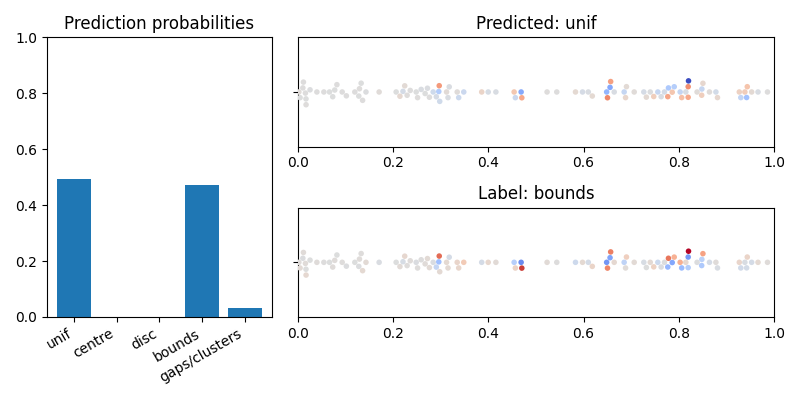 Prediction probabilities
1.0
0.8
0.6
0.4
0.2
0.0
unif
centre
disc
bounds
gaps/clusters
Predicted: unif
0.0 0.2 0.4 0.6 0.8 1.0
Label: bounds
0.0 0.2 0.4 0.6 0.8 1.0